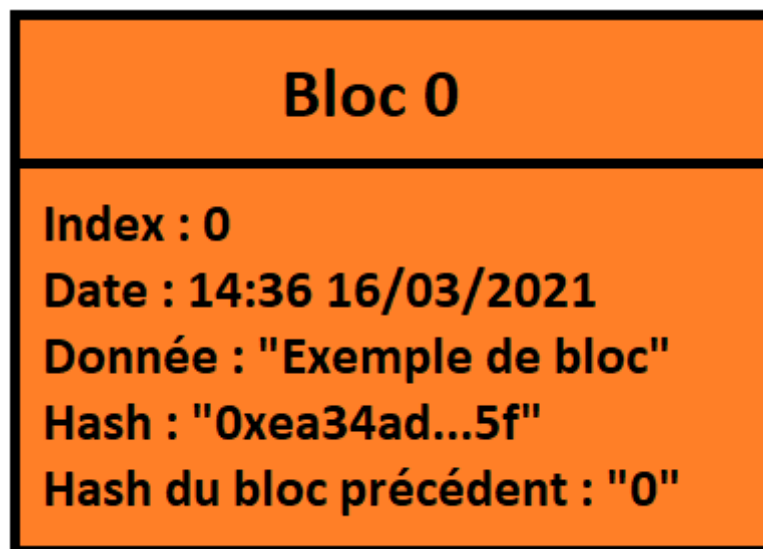 Bloc 0
Index : 0
Date : 14:36 16/03/2021
Donnée : "Exemple de bloc"
Hash : "0xea34ad...5f"
Hash du bloc précédent : "0"